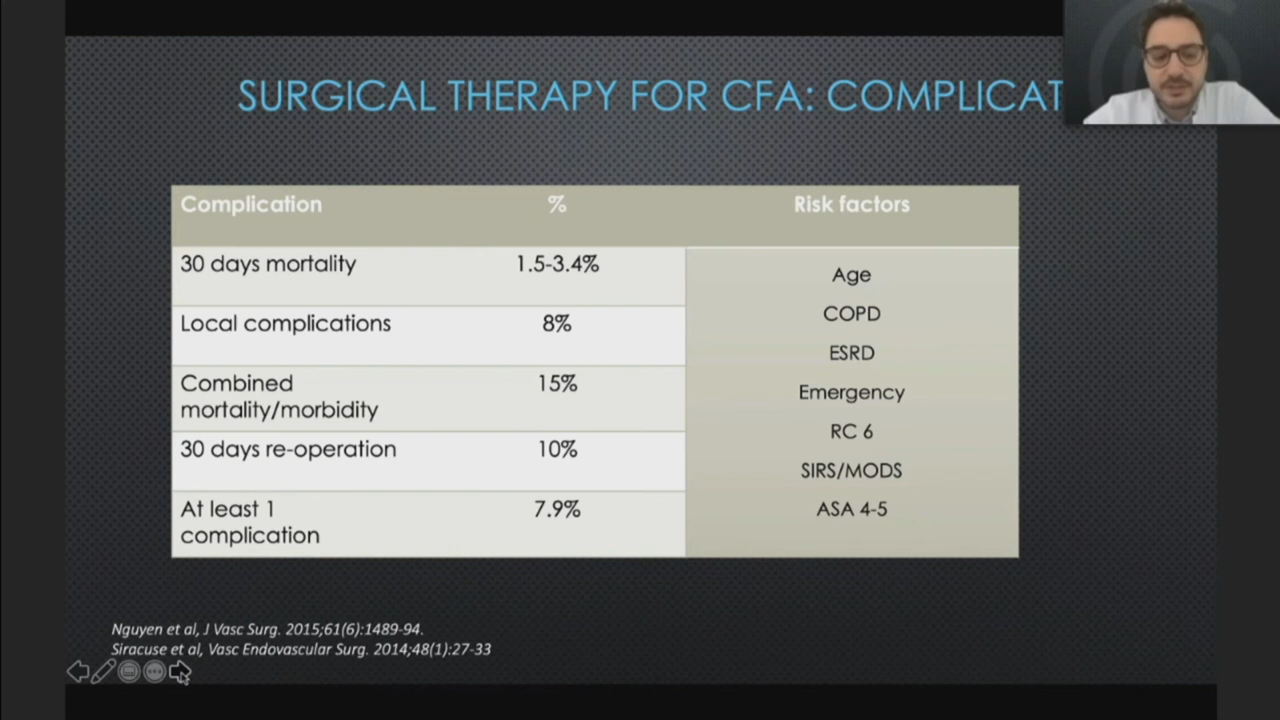 SURGICAL THERAPY FOR CFA: COMPLICAT
Complication % Risk factors
30 days mortality 1.5-3.4%
Local complications 8%
Combined
mortality/morbidity 15%
30 days re-operation 10%
At least 1
complication 7.9%
Age
COPD
ESRD
Emergency
RC 6
SIRS/MODS
ASA 4-5
Nguyen et al, J Vasc Surg. 2015;61(6):1489-94.
Siracuse et al, Vasc Endovascular Surg. 2014;48(1):27-33